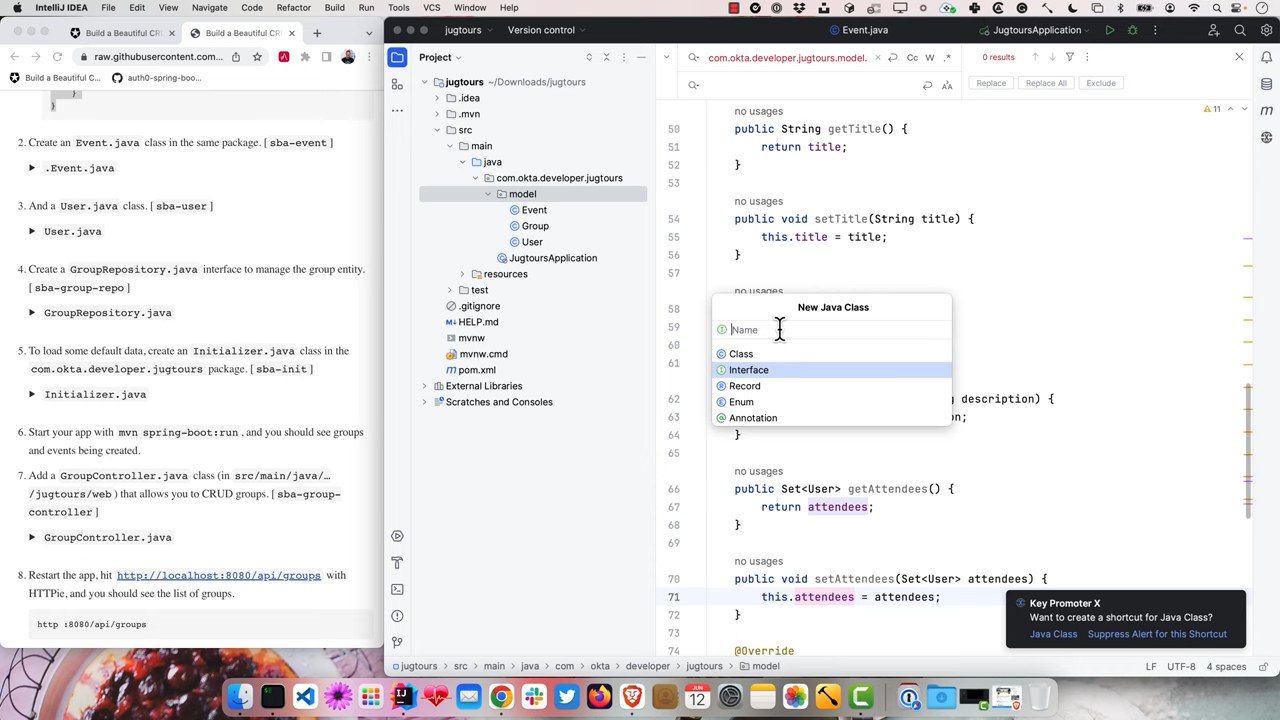 IntelliJ IDEA File Edit View Navigate Code Refactor Build Run Tools VCS Window Help
Build a Beautiful CR
Build a Beautiful CR
raw.githubusercontent.com
Build a Beautiful C...
auth0-spring-boo...
}
}
2. Create an Event.java class in the same package. [ sba-event ]
.Event.java
3. And a User.java class. [ sba-user ]
User.java
4. Create a GroupRepository.java interface to manage the group entity.
[ sba-group-repo ]
GroupRepository.java
5. To load some default data, create an Initializer.java class in the
com.okta.developer.jugtours package. [ sba-init ]
Initializer.java
6. Start your app with mvn spring-boot:run , and you should see groups
and events being created.
7. Add a GroupController.java class (in src/main/java/…
/jugtours/web ) that allows you to CRUD groups. [ sba-group-
controller ]
GroupController.java
8. Restart the app, hit http://localhost:8080/api/groups with
HTTPie, and you should see the list of groups.
http :8080/api/groups
jugtours Version control Event.java JugtoursApplication
Project
jugtours ~/Downloads/jugtours
.idea
.mvn
src
main
java
com.okta.developer.jugtours
model
Event
Group
User
JugtoursApplication
resources
test
.gitignore
HELP.md
mvnw
mvnw.cmd
pom.xml
External Libraries
Scratches and Consoles
com.okta.developer.jugtours.model. Cc W .* 0 results
Replace Replace All Exclude
11
no usages
50 public String getTitle() {
51 return title;
52 }
53
no usages
54 public void setTitle(String title) {
55 this.title = title;
56 }
57
no usages
58
59
60
61
62 description) {
63 on;
64 }
65
no usages
66 public Set<User> getAttendees() {
67 return attendees;
68 }
69
no usages
70 public void setAttendees(Set<User> attendees) {
71 this.attendees = attendees;
72 }
73
74 @Override
New Java Class
Name
Class
Interface
Record
Enum
Annotation
Key Promoter X
Want to create a shortcut for Java Class?
Java Class Suppress Alert for this Shortcut
jugtours src main java com okta developer jugtours model
LF UTF-8 4 spaces
JUN
12